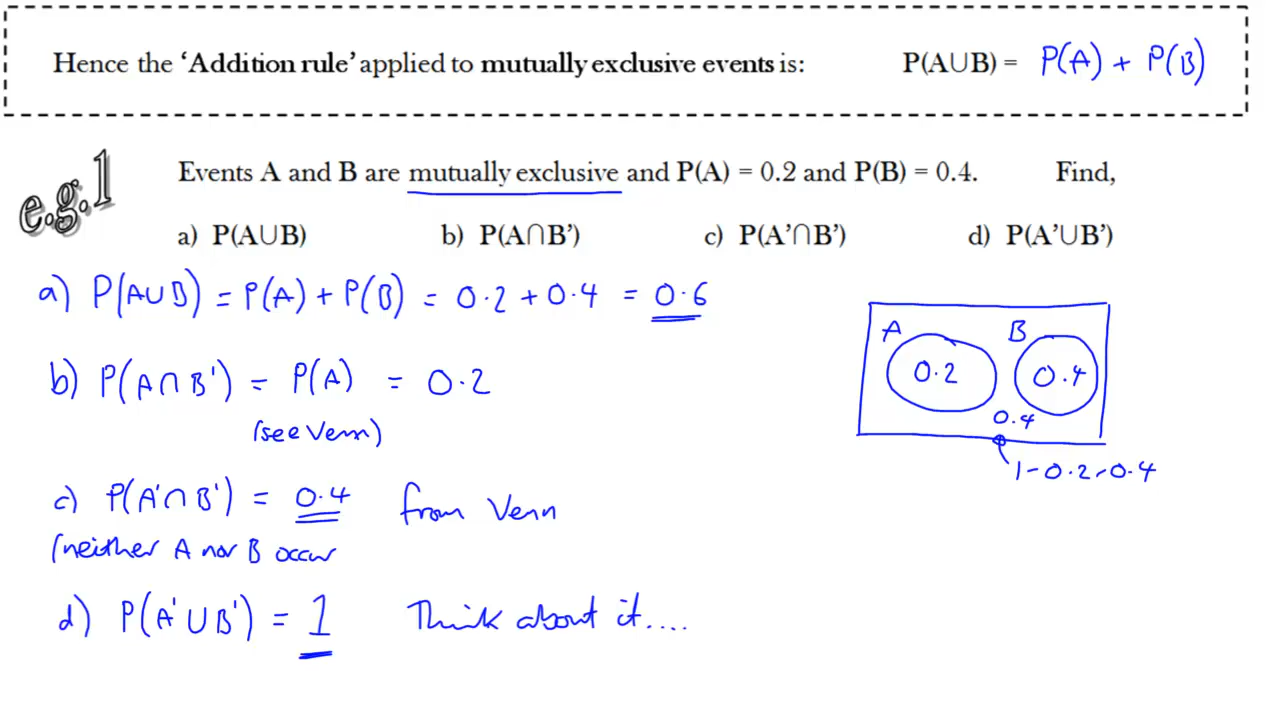 Hence the 'Addition rule' applied to mutually exclusive events is: P(A∪B) = P(A) + P(B)
e.g.1
Events A and B are mutually exclusive and P(A) = 0.2 and P(B) = 0.4. Find,
a) P(A∪B) b) P(A∩B') c) P(A'∩B') d) P(A'∪B')
a) P(A∪B) = P(A) + P(B) = 0.2 + 0.4 = 0.6
b) P(A∩B') = P(A) = 0.2
(see Venn)
A B
0.2 0.4
0.4
1-0.2-0.4
c) P(A'∩B') = 0.4 from Venn
(neither A nor B occur
d) P(A'∪B') = 1 Think about it....